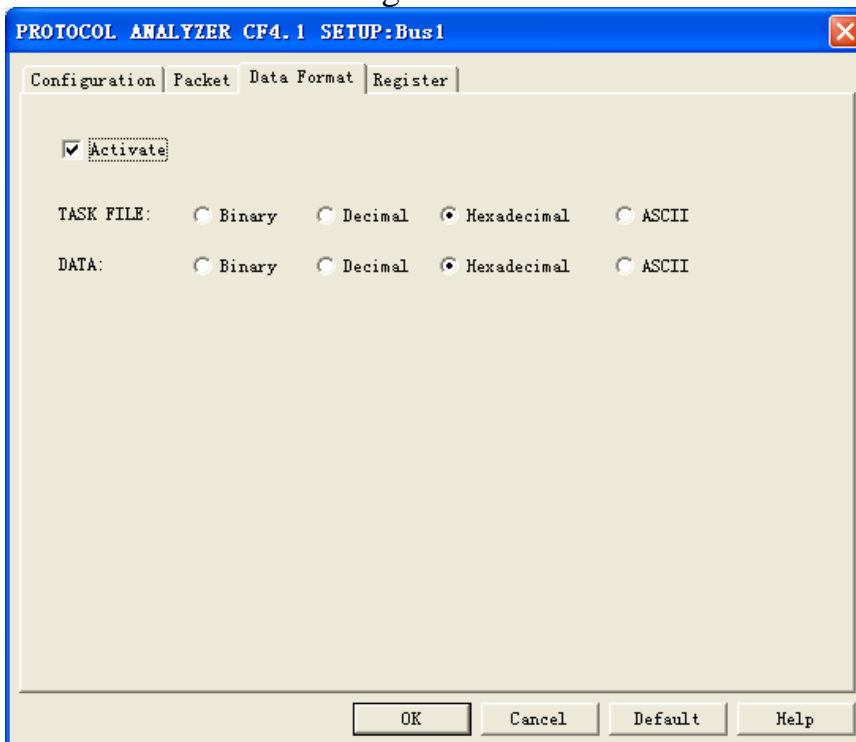 PROTOCOL ANALYZER CF4.1 SETUP:Bus1
Configuration Packet Data Format Register
Activate
TASK FILE: Binary Decimal Hexadecimal ASCII
DATA: Binary Decimal Hexadecimal ASCII
OK Cancel Default Help